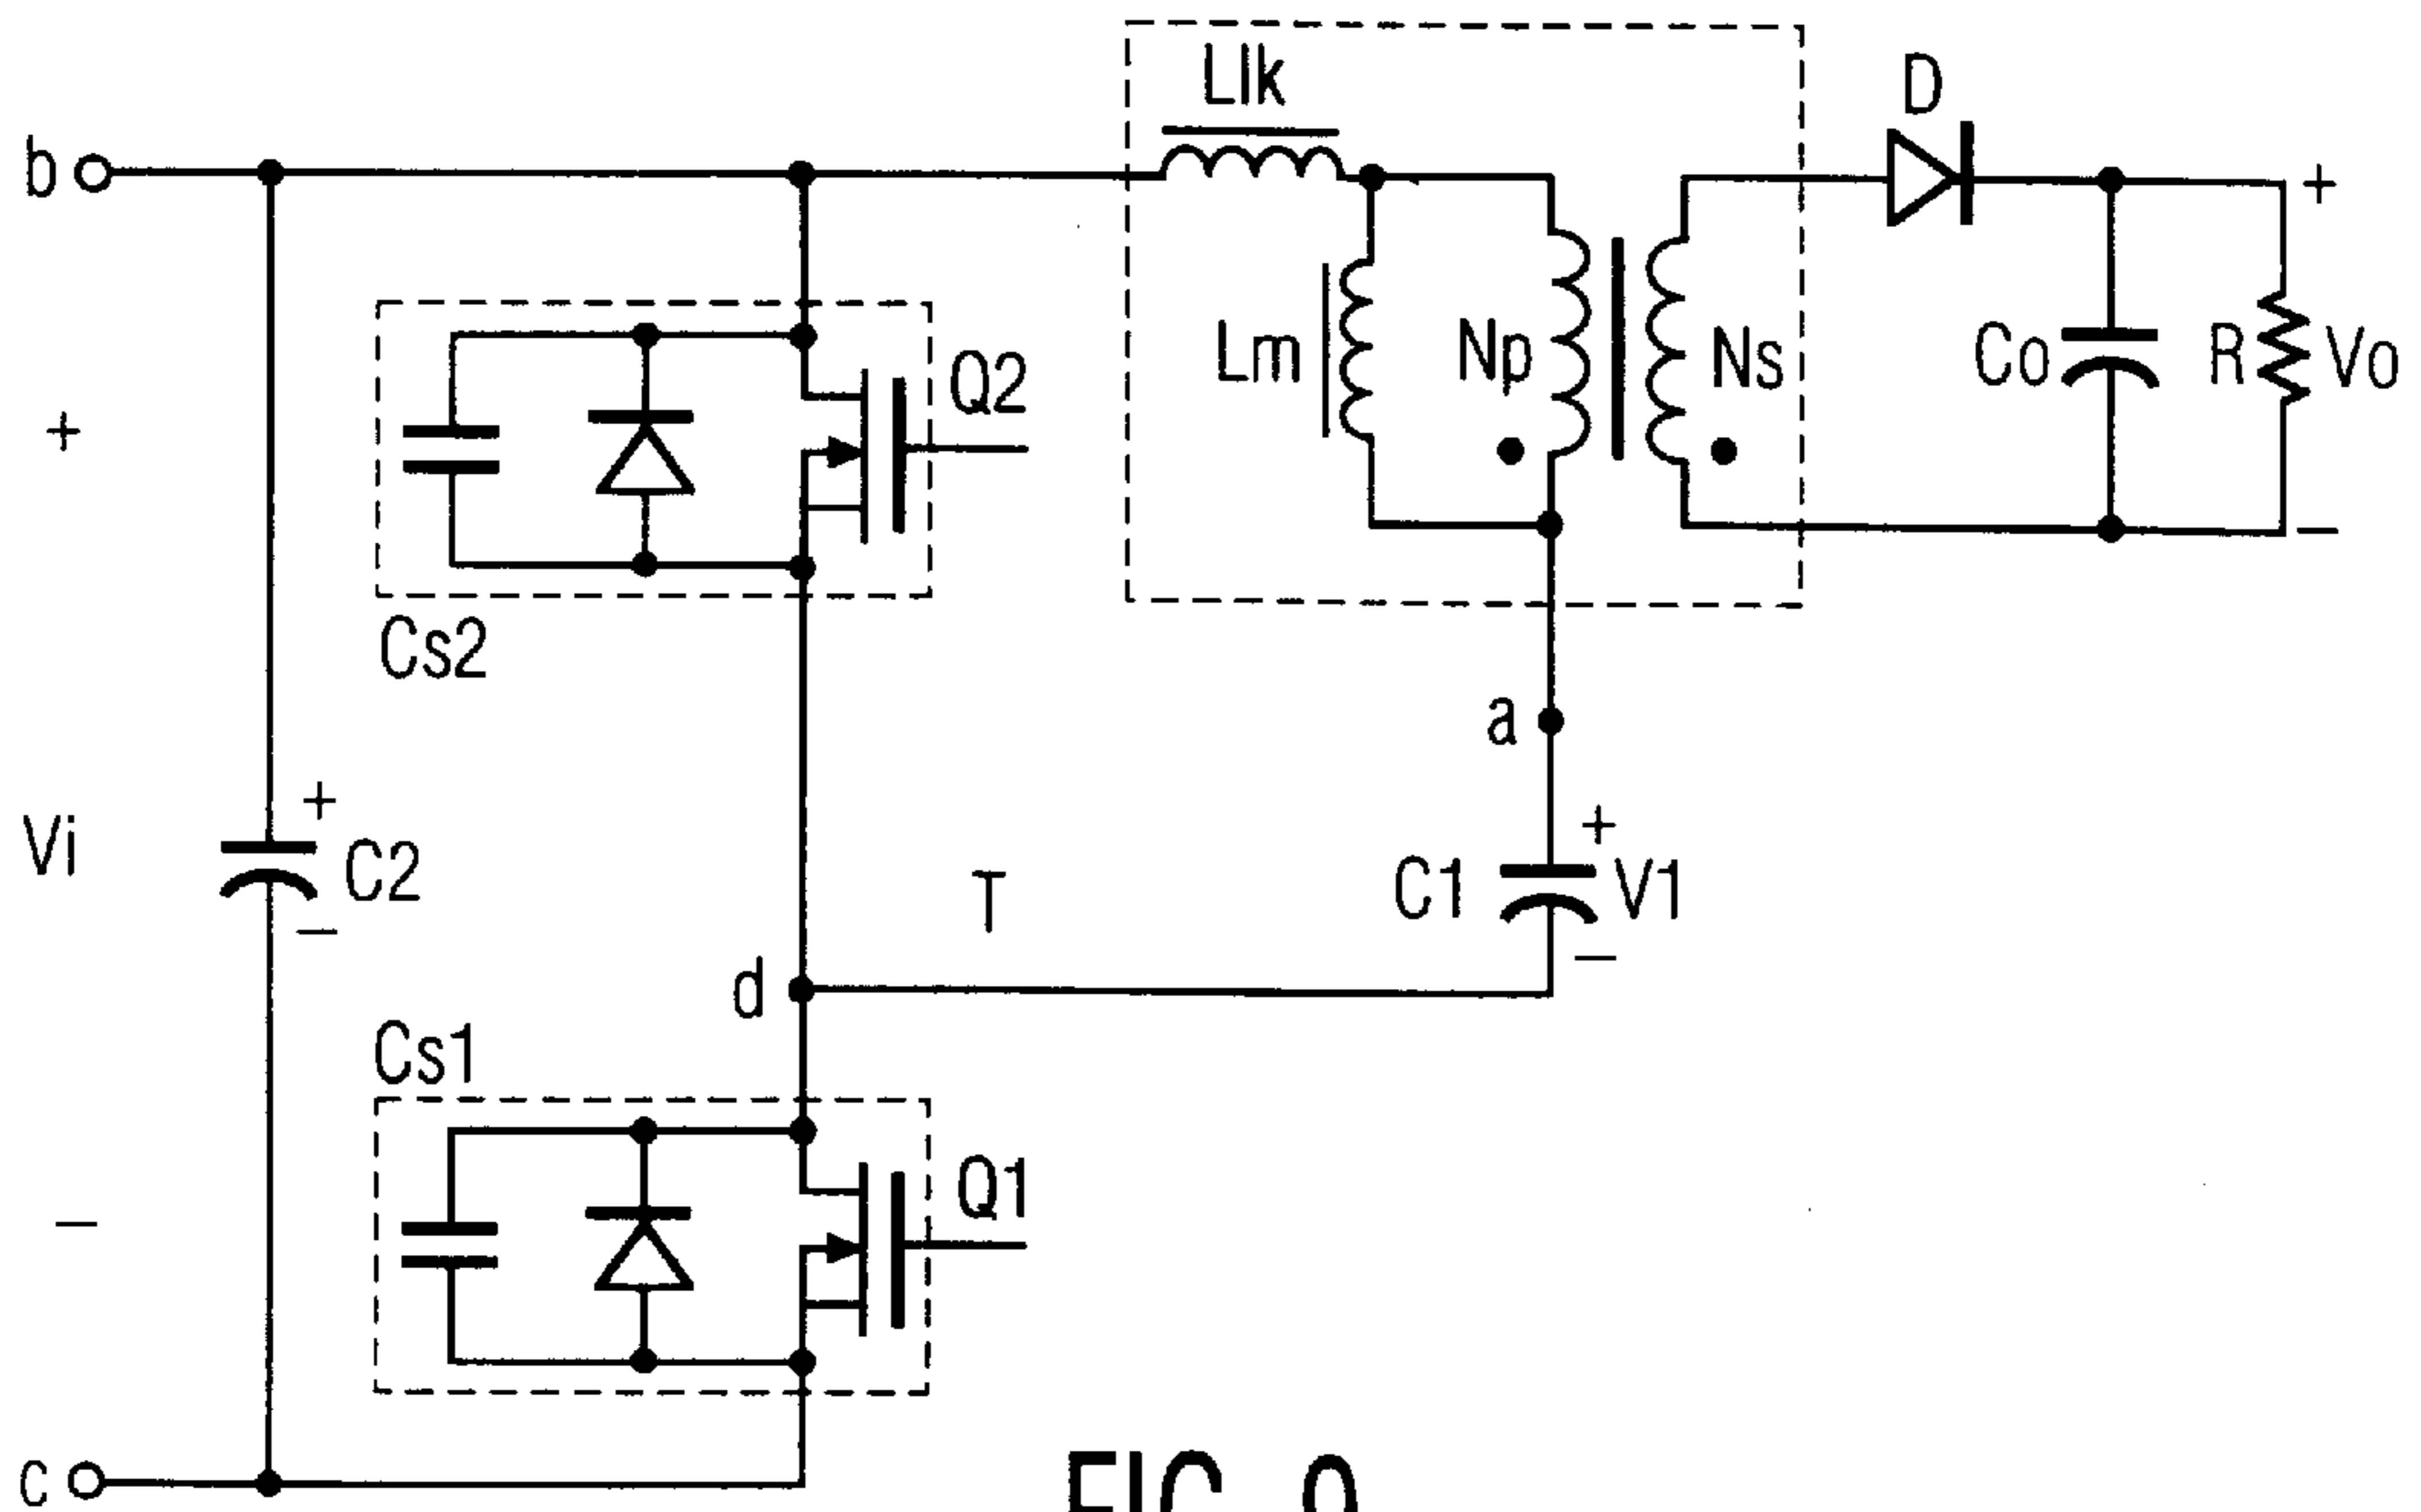 Llk
D
b
+
Lm
Np
Ns
Co
R
Vo
Q2
+
-
Cs2
a
+
Vi
C2
-
T
+
C1
V1
-
d
Cs1
Q1
-
c